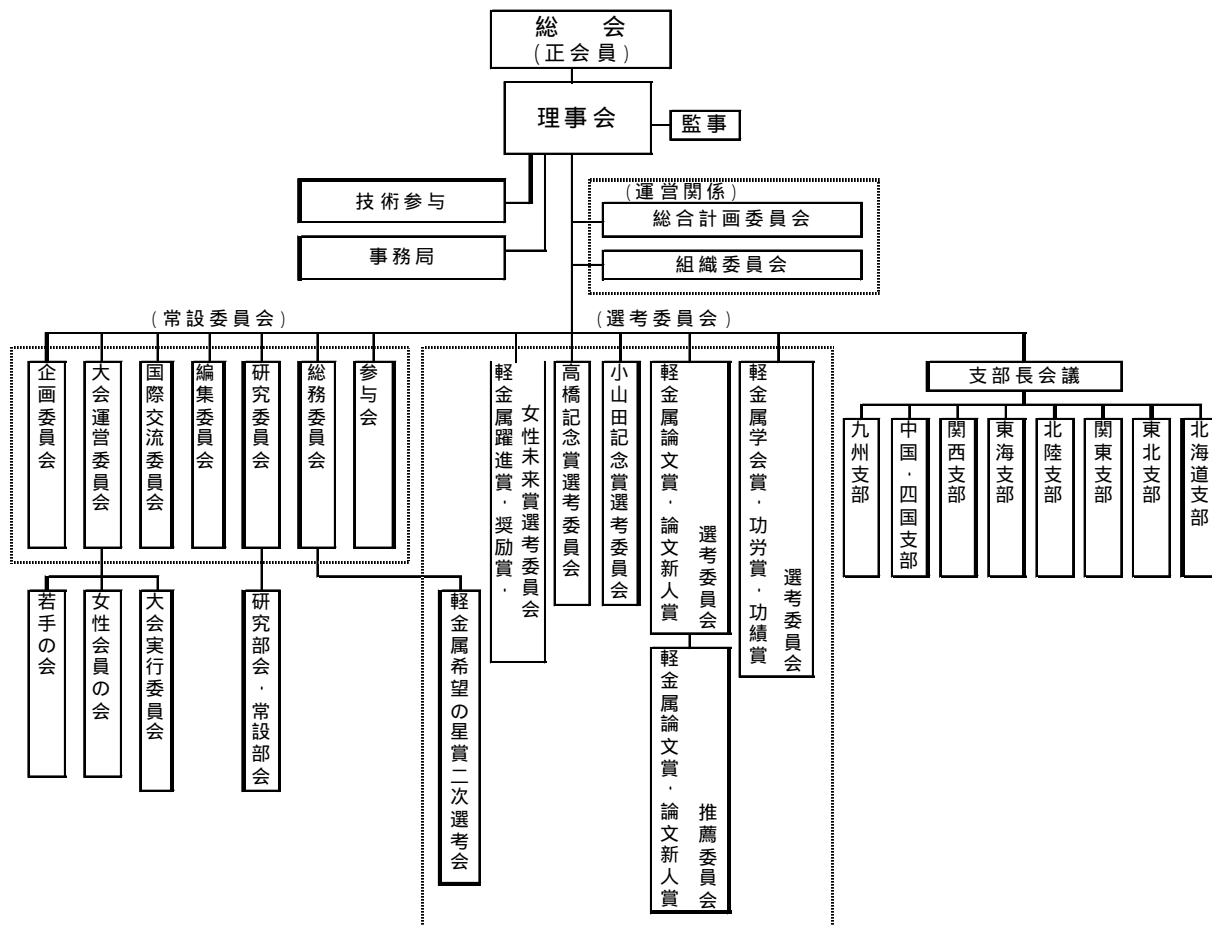 総　会
(正会員)
理事会
監事
技術参与
(運営関係)
総合計画委員会
事務局
組織委員会
(常設委員会)
(選考委員会)
企画委員会
大会運営委員会
国際交流委員会
編集委員会
研究委員会
総務委員会
参与会
軽金属躍進賞・奨励賞・
女性未来賞選考委員会
高橋記念賞選考委員会
小山田記念賞選考委員会
軽金属論文賞・論文新人賞
選考委員会
軽金属学会賞・功労賞・功績賞
選考委員会
支部長会議
九州支部
中国・四国支部
関西支部
東海支部
北陸支部
関東支部
東北支部
北海道支部
若手の会
女性会員の会
大会実行委員会
研究部会・常設部会
軽金属希望の星賞二次選考会
軽金属論文賞・論文新人賞
推薦委員会